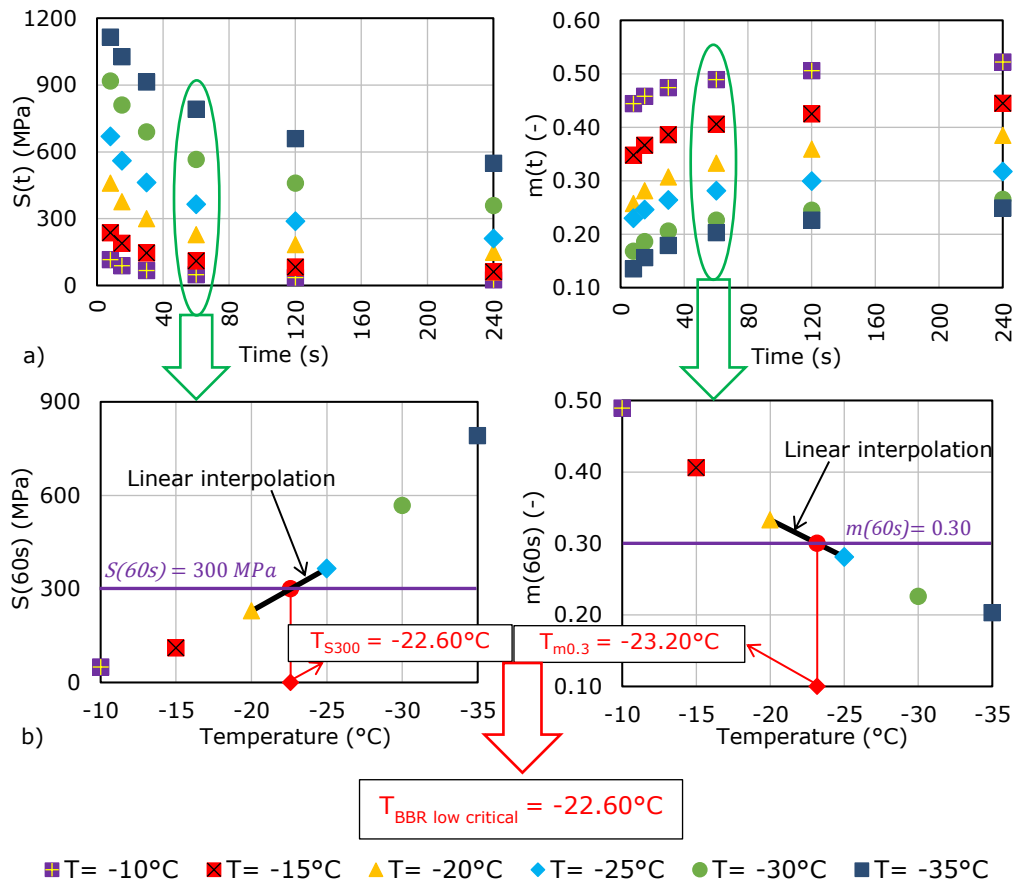 1200
900
600
300
0
S(t) (MPa)
0
40
80
120
160
200
240
Time (s)
a)
0.60
0.50
0.40
0.30
0.20
0.10
m(t) (-)
0
40
80
120
160
200
240
Time (s)
900
600
300
0
S(60s) (MPa)
Linear interpolation
S(60s) = 300 MPa
-10
-15
-20
-25
-30
-35
Temperature (°C)
b)
0.50
0.40
0.30
0.20
0.10
m(60s) (-)
Linear interpolation
m(60s)= 0.30
-10
-15
-20
-25
-30
-35
Temperature (°C)
TS300 = -22.60°C
Tm0.3 = -23.20°C
TBBR low critical = -22.60°C
T= -10°C T= -15°C T= -20°C T= -25°C T= -30°C T= -35°C